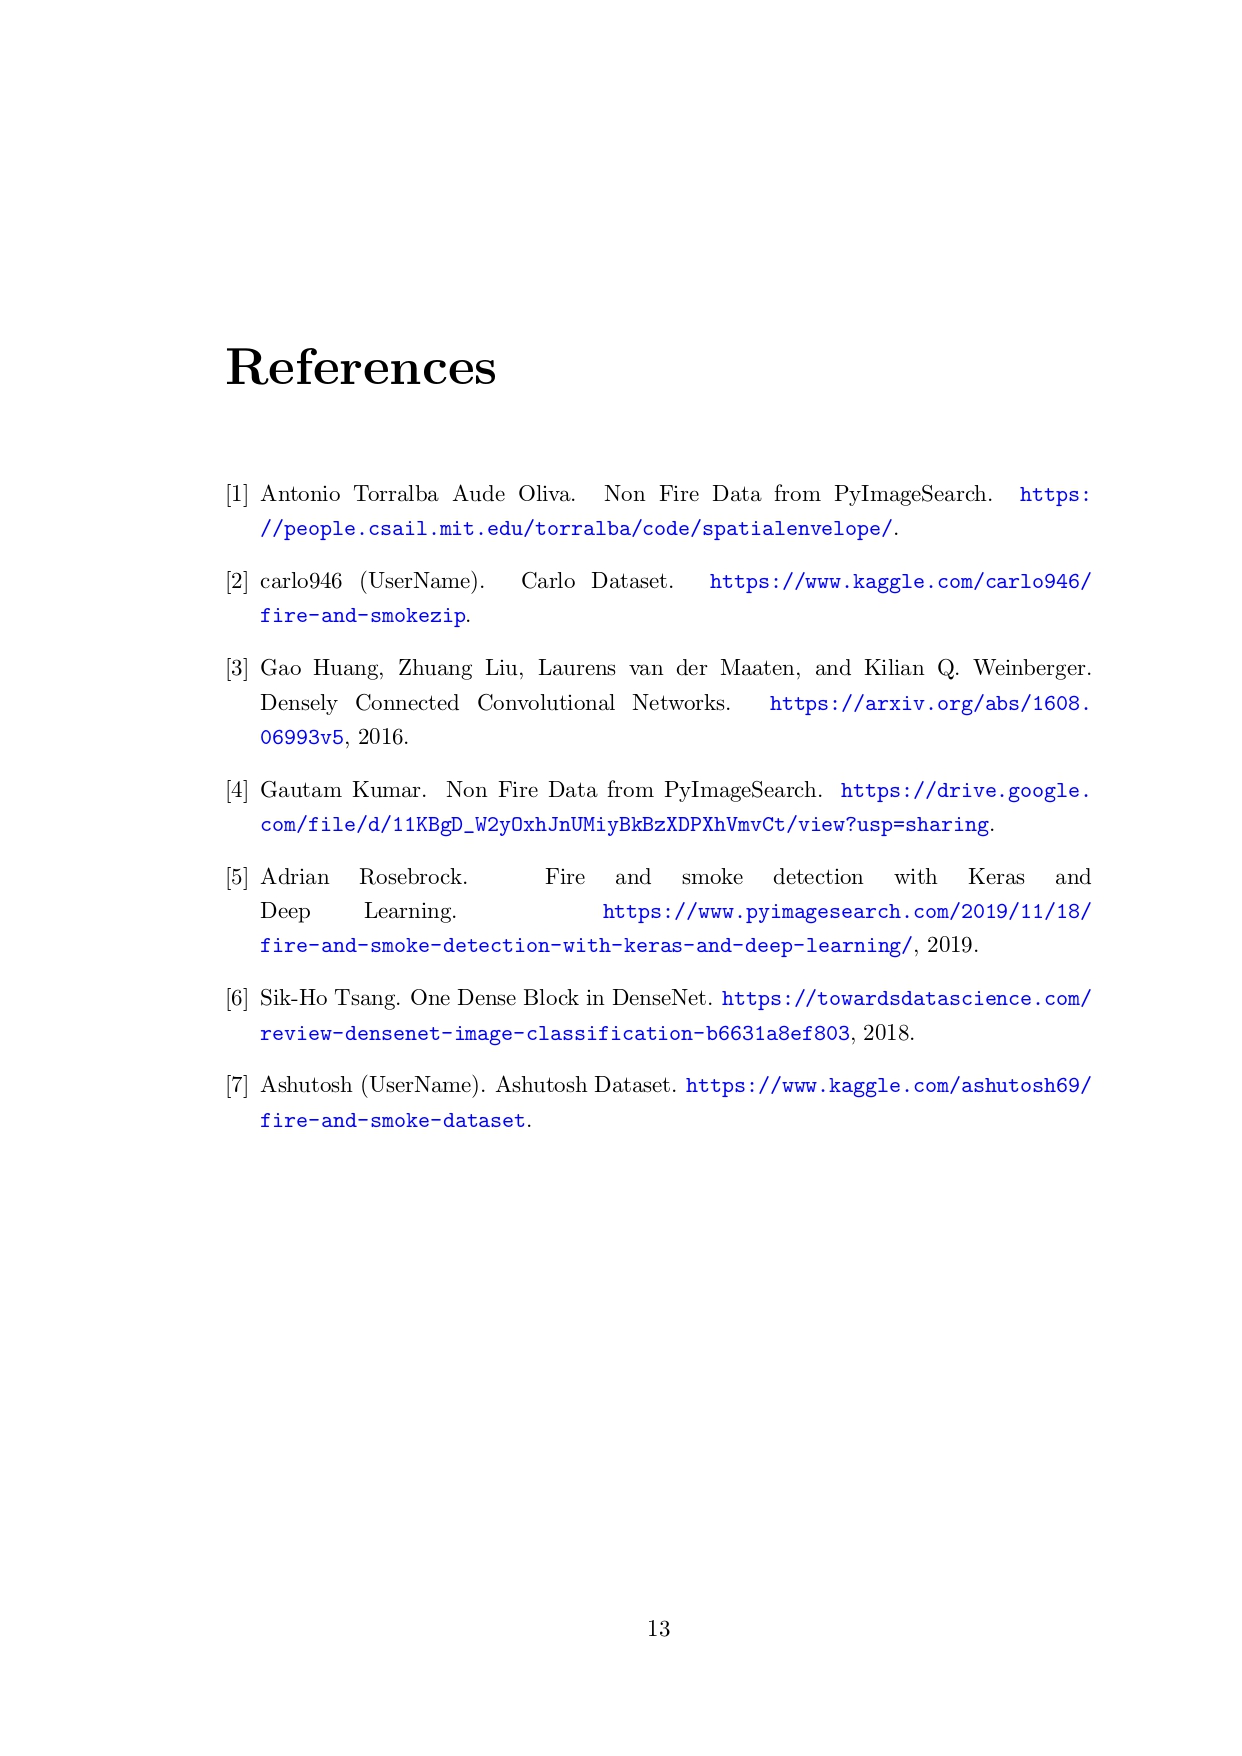 References
[1] Antonio Torralba Aude Oliva. Non Fire Data from PyImageSearch. https:
//people.csail.mit.edu/torralba/code/spatialenvelope/.
[2] carlo946 (UserName). Carlo Dataset. https://www.kaggle.com/carlo946/
fire-and-smokezip.
[3] Gao Huang, Zhuang Liu, Laurens van der Maaten, and Kilian Q. Weinberger.
Densely Connected Convolutional Networks. https://arxiv.org/abs/1608.
06993v5, 2016.
[4] Gautam Kumar. Non Fire Data from PyImageSearch. https://drive.google.
com/file/d/11KBgD_W2yOxhJnUMiyBkBzXDPXhVmvCt/view?usp=sharing.
[5] Adrian Rosebrock. Fire and smoke detection with Keras and
Deep Learning. https://www.pyimagesearch.com/2019/11/18/
fire-and-smoke-detection-with-keras-and-deep-learning/, 2019.
[6] Sik-Ho Tsang. One Dense Block in DenseNet. https://towardsdatascience.com/
review-densenet-image-classification-b6631a8ef803, 2018.
[7] Ashutosh (UserName). Ashutosh Dataset. https://www.kaggle.com/ashutosh69/
fire-and-smoke-dataset.
13